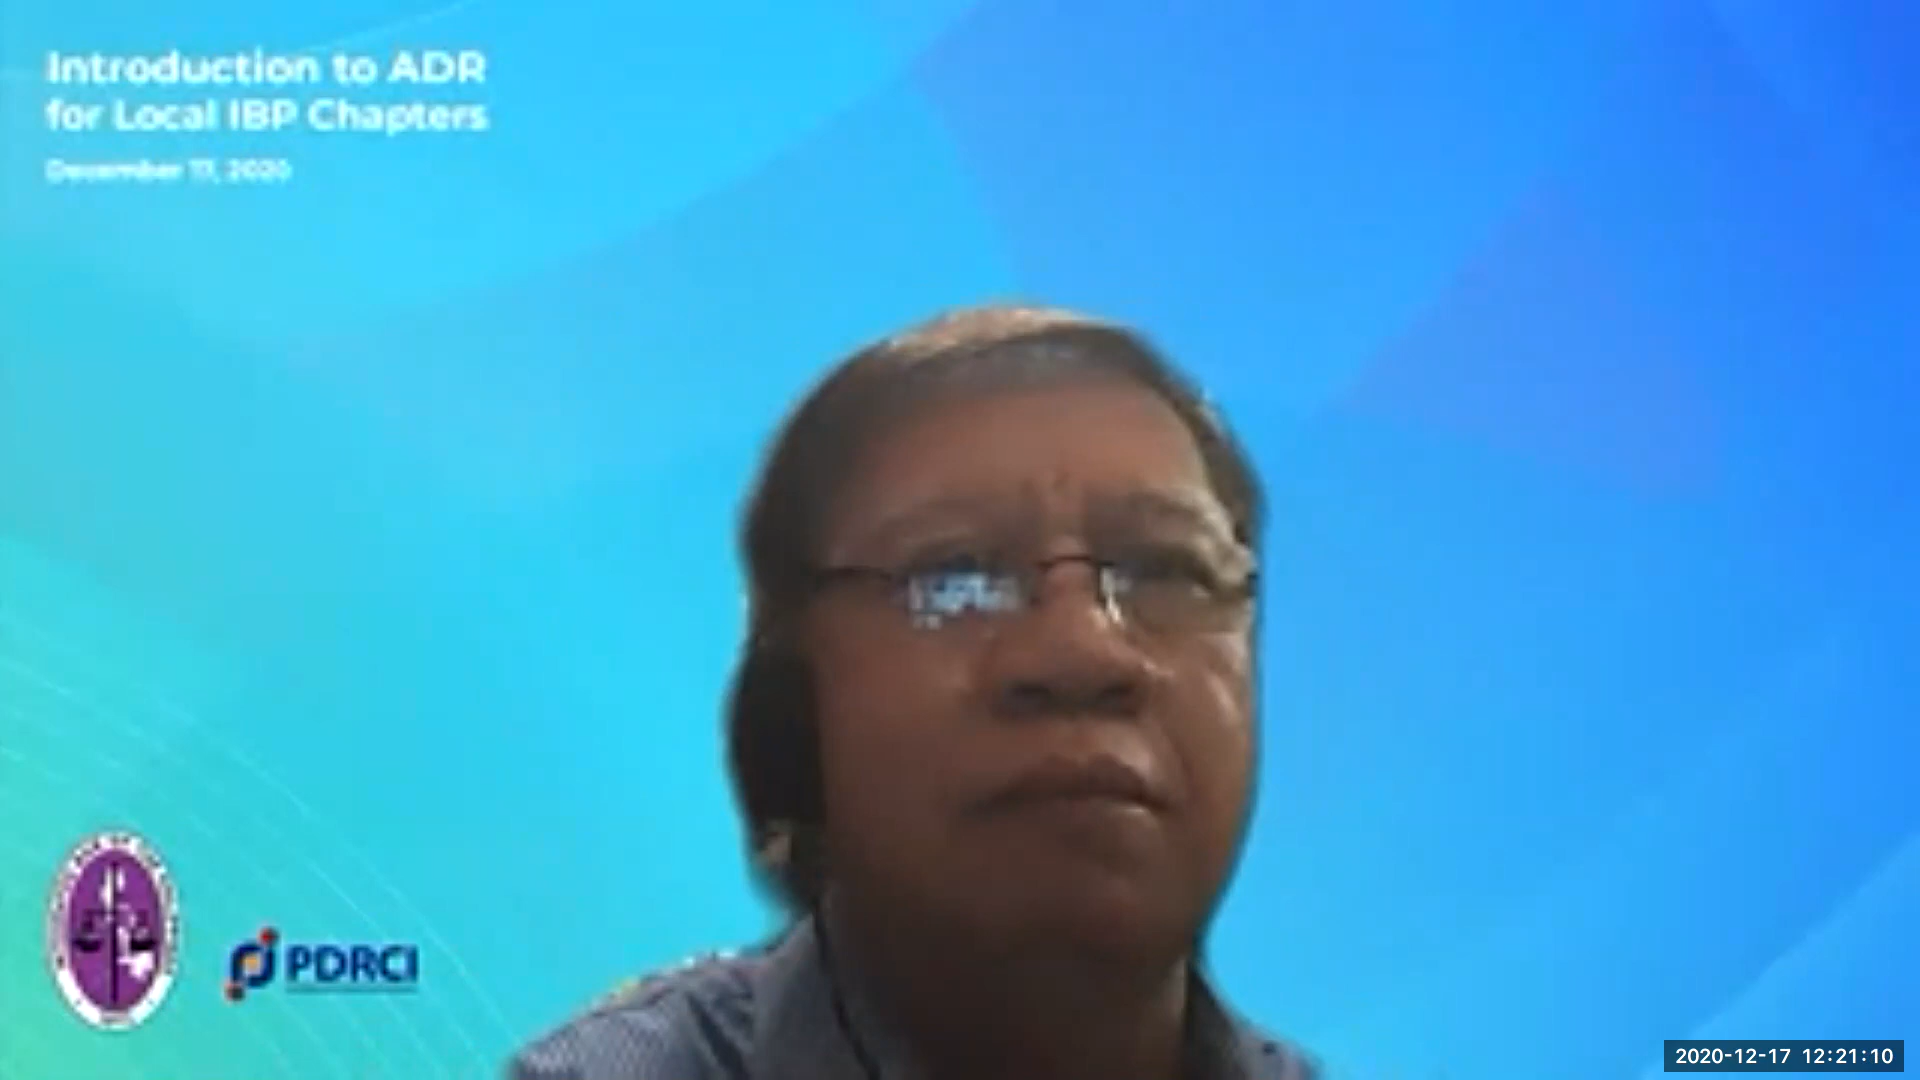 Introduction to ADR
for Local IBP Chapters
December 17, 2020
PDRCI
2020-12-17 12:21:10